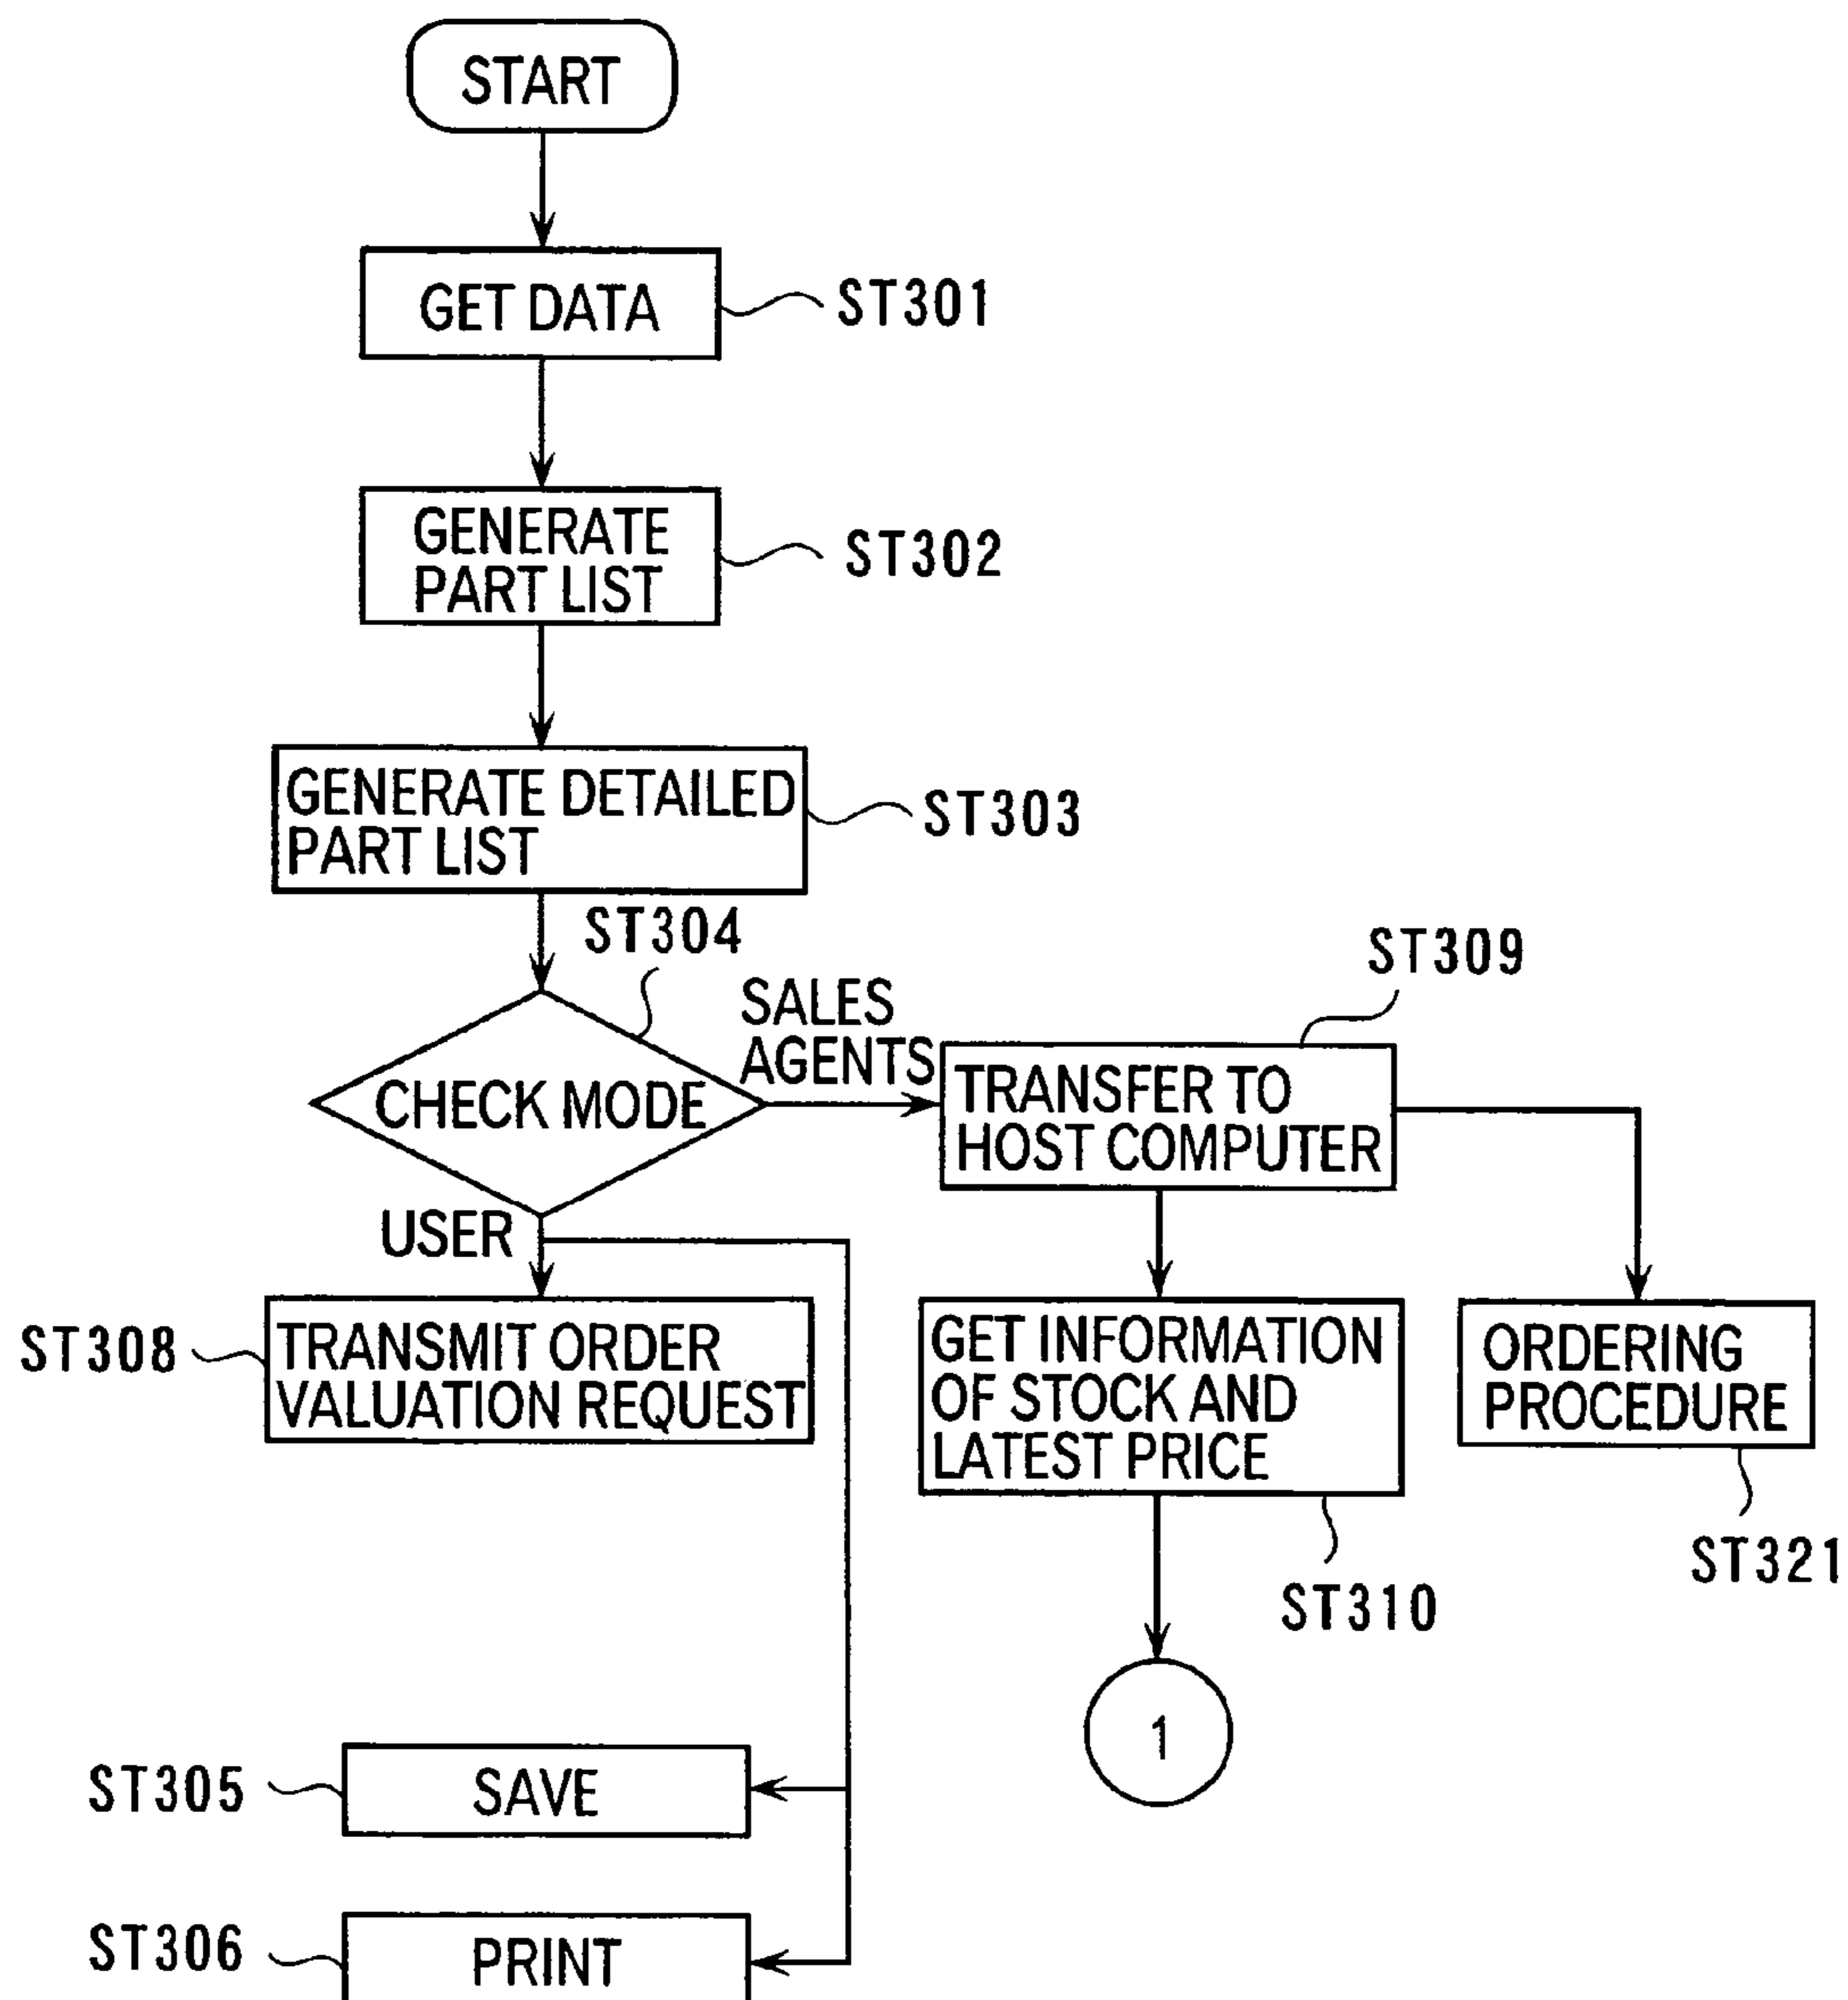 START
GET DATA
ST301
GENERATE
PART LIST
ST302
GENERATE DETAILED
PART LIST
ST303
ST304
CHECK MODE
SALES
AGENTS
ST309
TRANSFER TO
HOST COMPUTER
USER
ST308
TRANSMIT ORDER
VALUATION REQUEST
GET INFORMATION
OF STOCK AND
LATEST PRICE
ST310
ORDERING
PROCEDURE
ST321
1
ST305
SAVE
ST306
PRINT